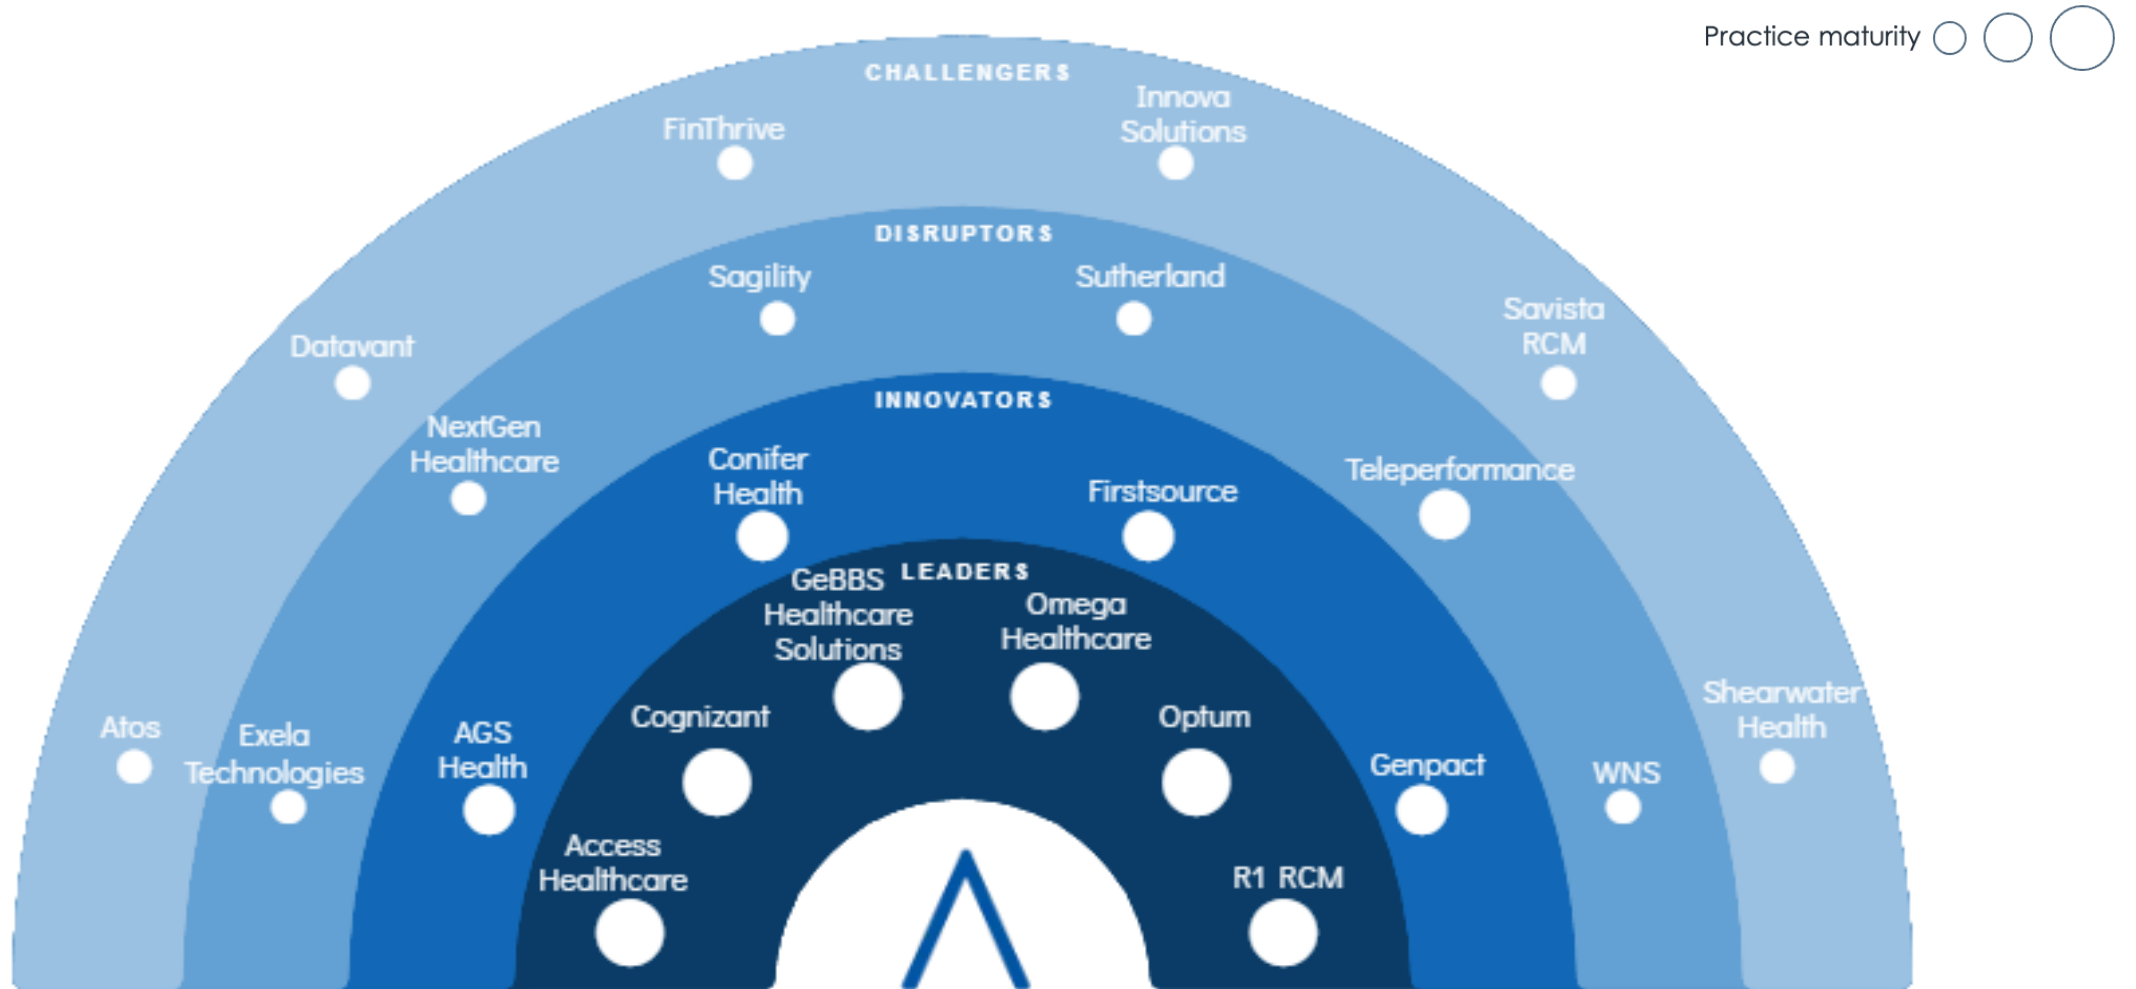 Practice maturity
CHALLENGERS
FinThrive
Innova
Solutions
Datavant
Savista
RCM
Atos
Shearwater
Health
DISRUPTORS
Sagility
Sutherland
NextGen
Healthcare
Teleperformance
Exela
Technologies
WNS
INNOVATORS
Conifer
Health
Firstsource
AGS
Health
Genpact
LEADERS
GeBBS
Healthcare
Solutions
Omega
Healthcare
Cognizant
Optum
Access
Healthcare
R1 RCM